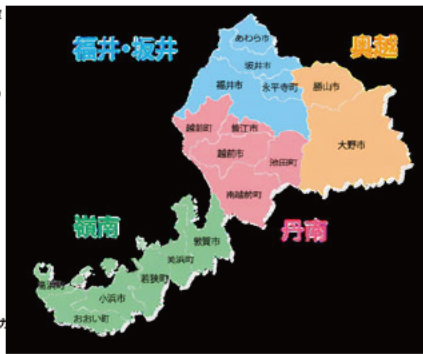 福井・坂井
奥越
あわら市
坂井市
福井市
永平寺町
勝山市
大野市
越前町
鯖江市
越前市
池田町
南越前町
丹南
嶺南
敦賀市
美浜町
若狭町
高浜町
小浜市
おおい町